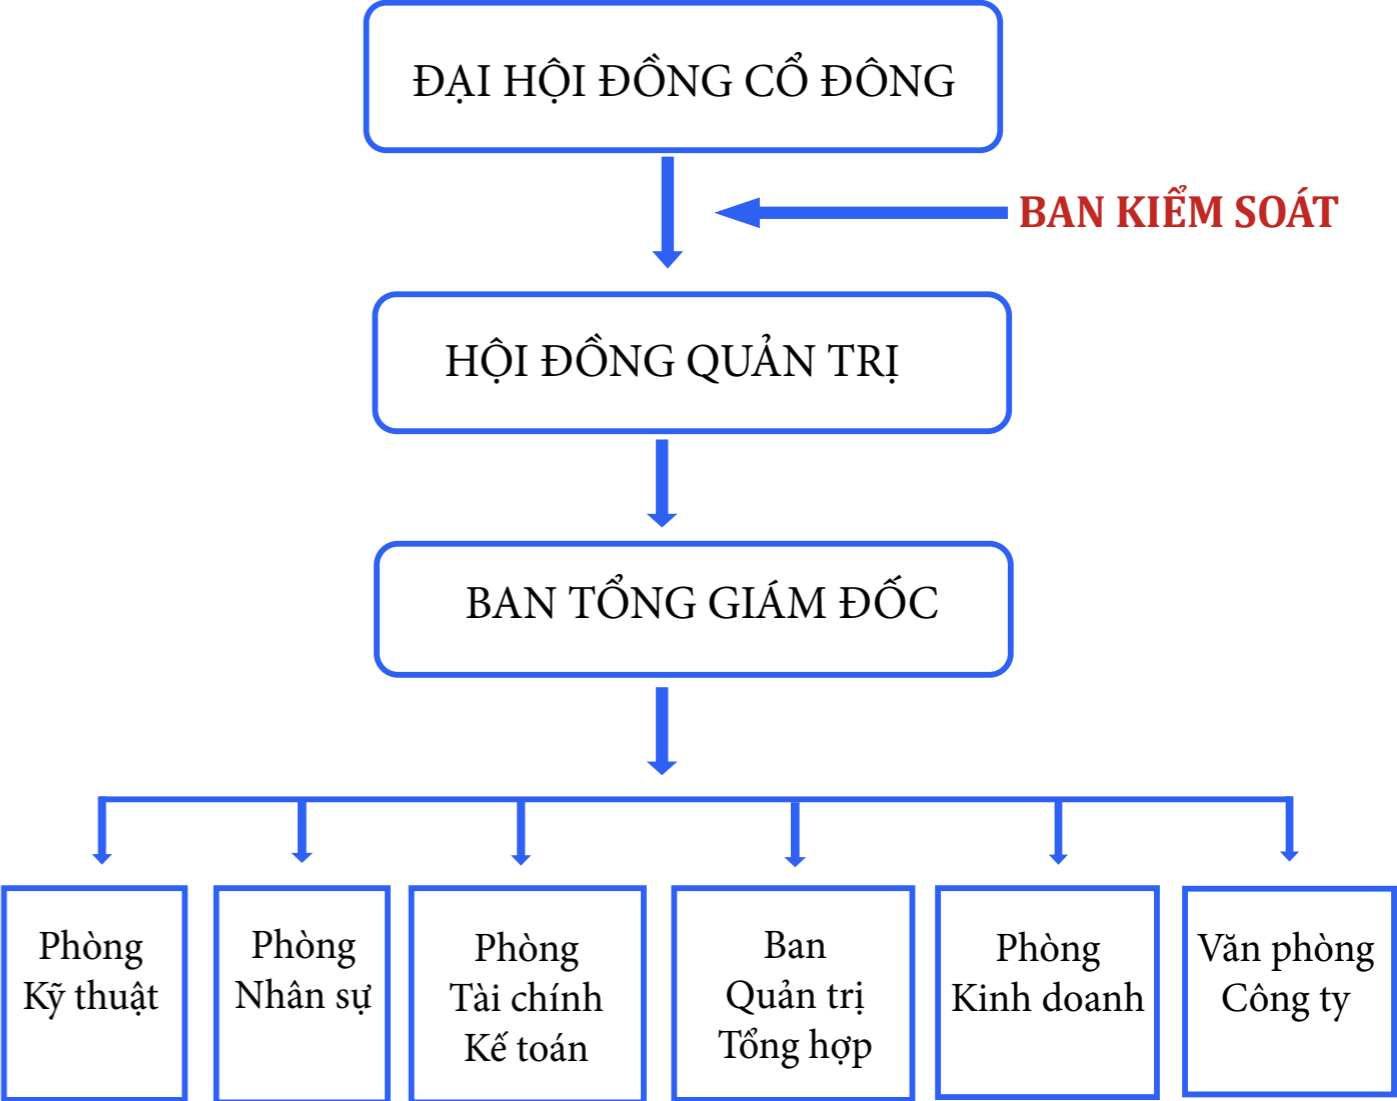 ĐẠI HỘI ĐỒNG CỔ ĐÔNG
BAN KIỂM SOÁT
HỘI ĐỒNG QUẢN TRỊ
BAN TỔNG GIÁM ĐỐC
Phòng
Kỹ thuật
Phòng
Nhân sự
Phòng
Tài chính
Kế toán
Ban
Quản trị
Tổng hợp
Phòng
Kinh doanh
Văn phòng
Công ty